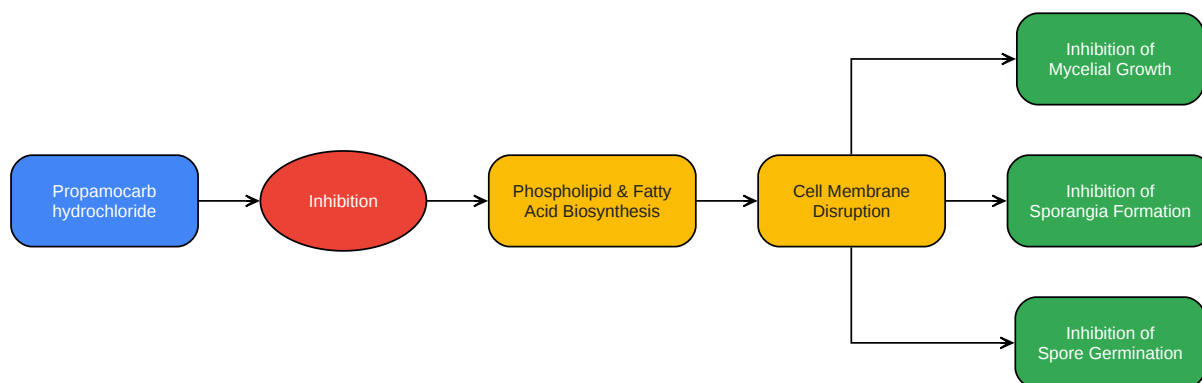 Propamocarb
hydrochloride
Inhibition
Phospholipid & Fatty
Acid Biosynthesis
Cell Membrane
Disruption
Inhibition of
Mycelial Growth
Inhibition of
Sporangia Formation
Inhibition of
Spore Germination